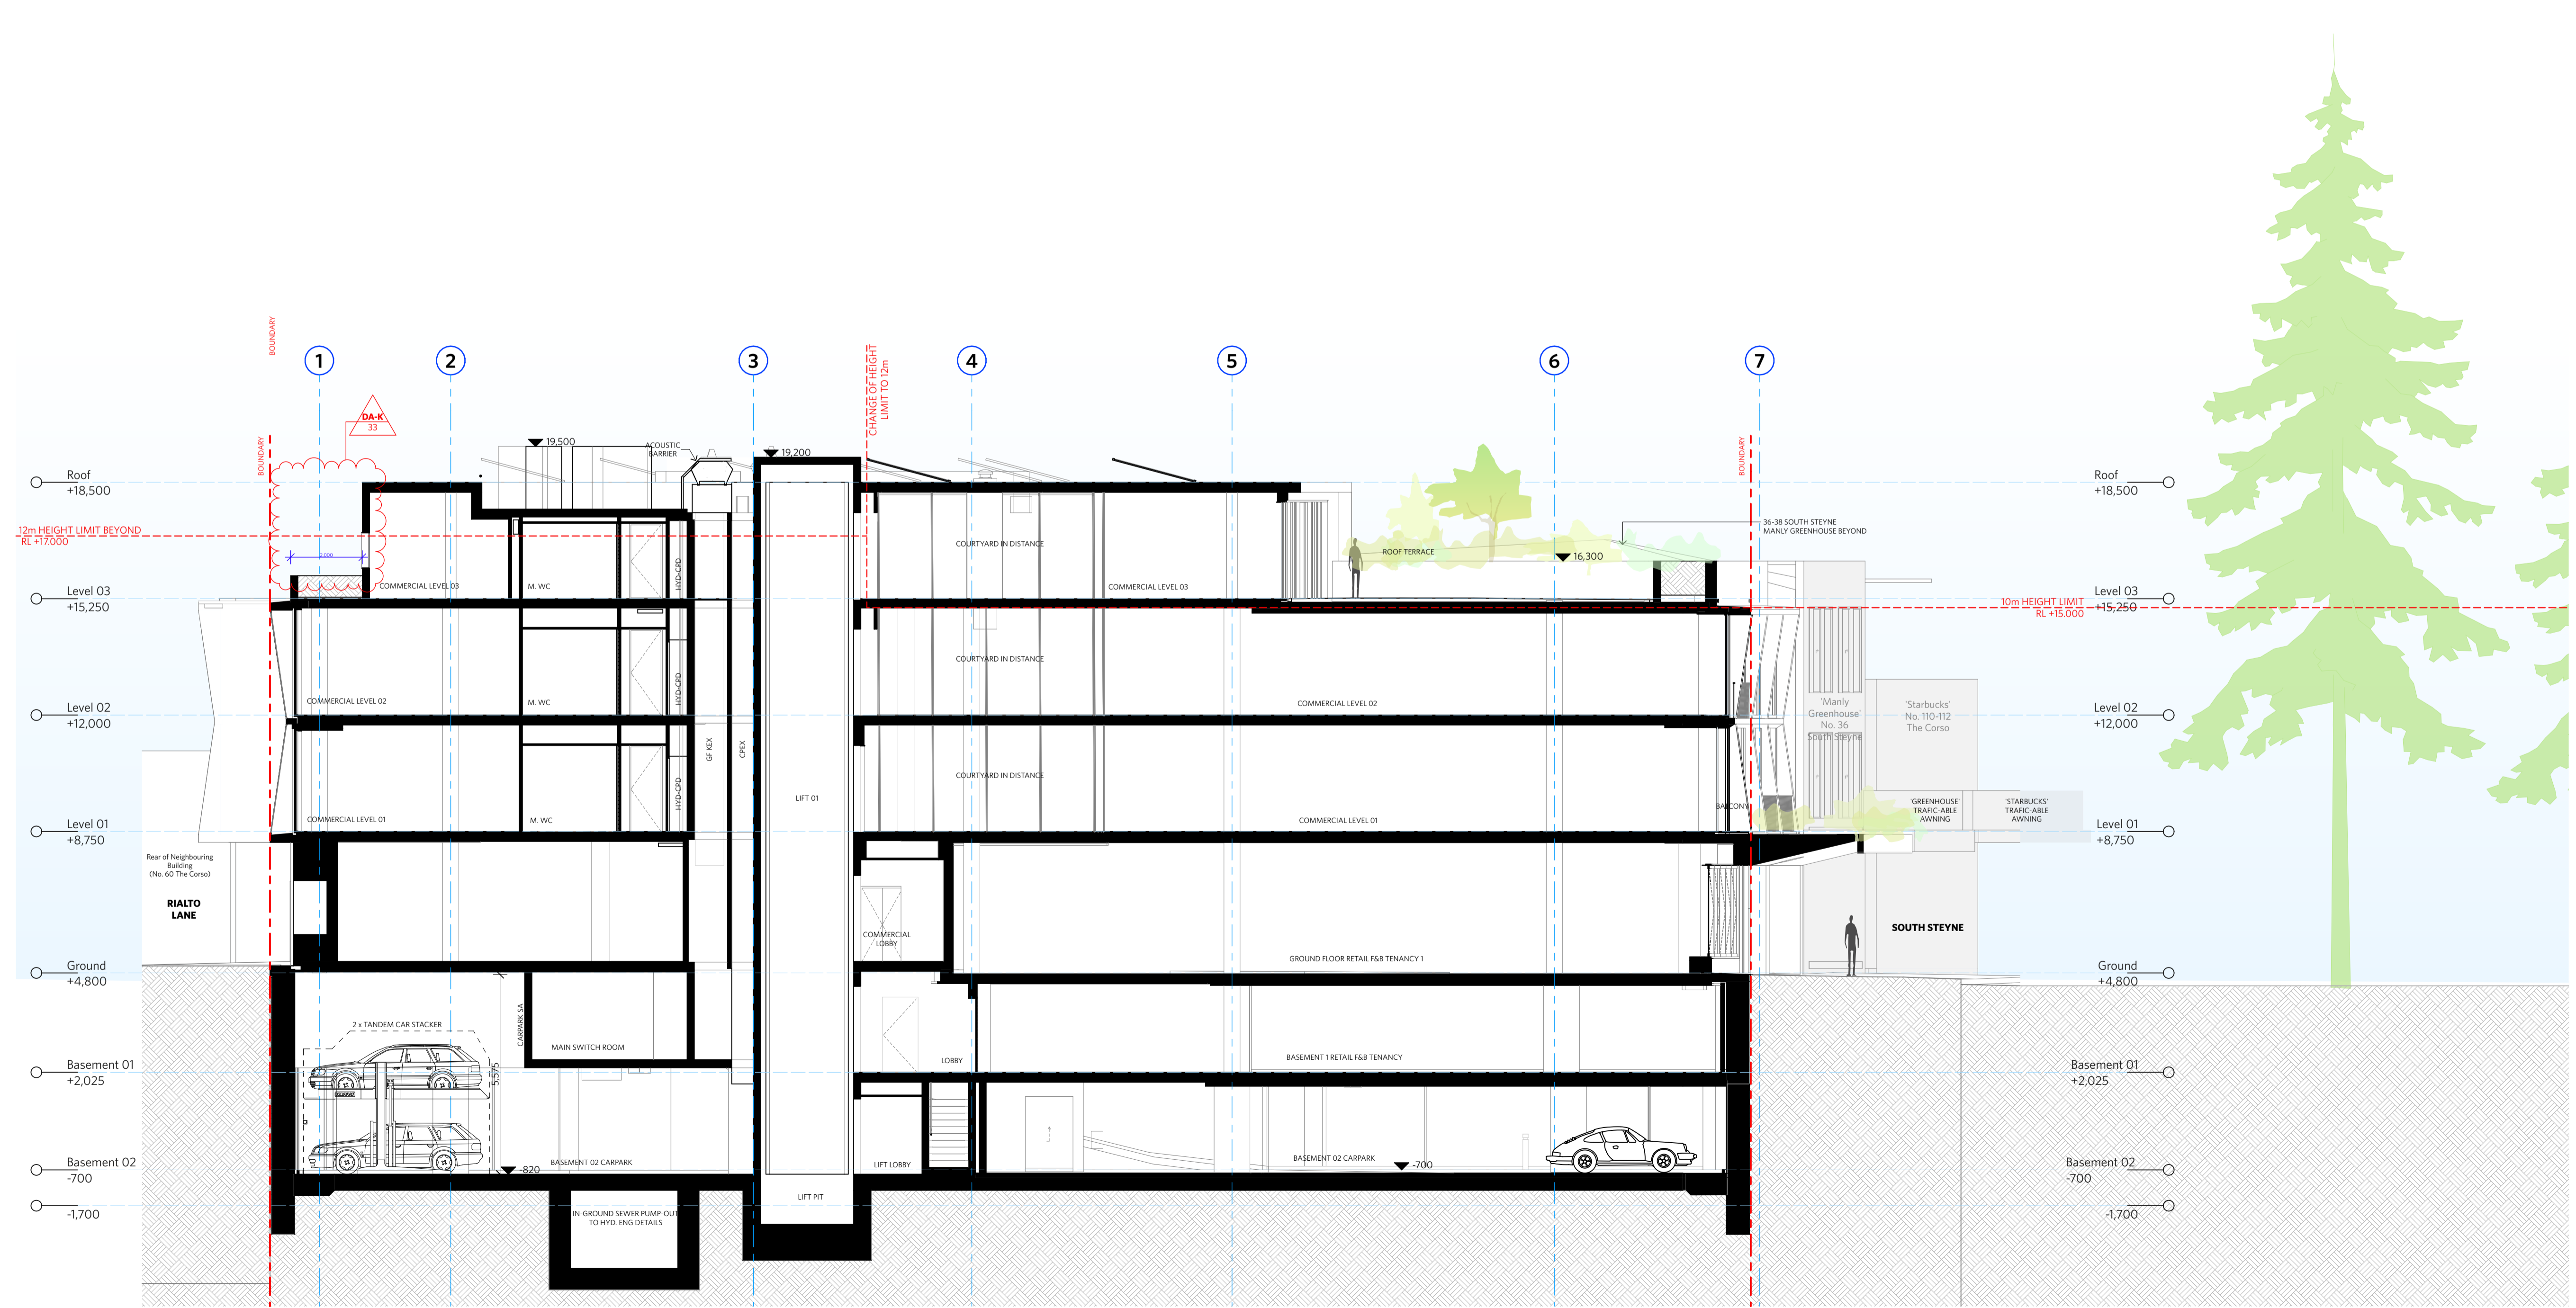 BOUNDARY
1
2
3
CHANGE OF HEIGHT
LIMIT TO 12m
4
5
6
7
DA-K
33
BOUNDARY
19,500
ACOUSTIC
BARRIER
19,200
BOUNDARY
Roof
+18,500
Roof
+18,500
12m HEIGHT LIMIT BEYOND
RL +17.000
36-38 SOUTH STEYNE
MANLY GREENHOUSE BEYOND
COURTYARD IN DISTANCE
ROOF TERRACE
16,300
2,000
HYD-CPD
COMMERCIAL LEVEL 03
M. WC
COMMERCIAL LEVEL 03
Level 03
+15,250
Level 03
+15,250
10m HEIGHT LIMIT
RL +15.000
COURTYARD IN DISTANCE
HYD-CPD
COMMERCIAL LEVEL 02
M. WC
COMMERCIAL LEVEL 02
'Manly
Greenhouse'
No. 36
South Steyne
'Starbucks'
No. 110-112
The Corso
Level 02
+12,000
Level 02
+12,000
GF KEX
CPEX
COURTYARD IN DISTANCE
HYD-CPD
LIFT 01
BALCONY
'GREENHOUSE'
TRAFIC-ABLE
AWNING
'STARBUCKS'
TRAFIC-ABLE
AWNING
COMMERCIAL LEVEL 01
M. WC
COMMERCIAL LEVEL 01
Level 01
+8,750
Level 01
+8,750
Rear of Neighbouring
Building
(No. 60 The Corso)
RIALTO
LANE
COMMERCIAL
LOBBY
SOUTH STEYNE
GROUND FLOOR RETAIL F&B TENANCY 1
Ground
+4,800
Ground
+4,800
2 x TANDEM CAR STACKER
CARPARK SA
MAIN SWITCH ROOM
LOBBY
BASEMENT 1 RETAIL F&B TENANCY
5,575
Basement 01
+2,025
Basement 01
+2,025
BASEMENT 02 CARPARK
LIFT LOBBY
BASEMENT 02 CARPARK
-820
-700
Basement 02
-700
Basement 02
-700
LIFT PIT
-1,700
-1,700
IN-GROUND SEWER PUMP-OUT
TO HYD. ENG DETAILS